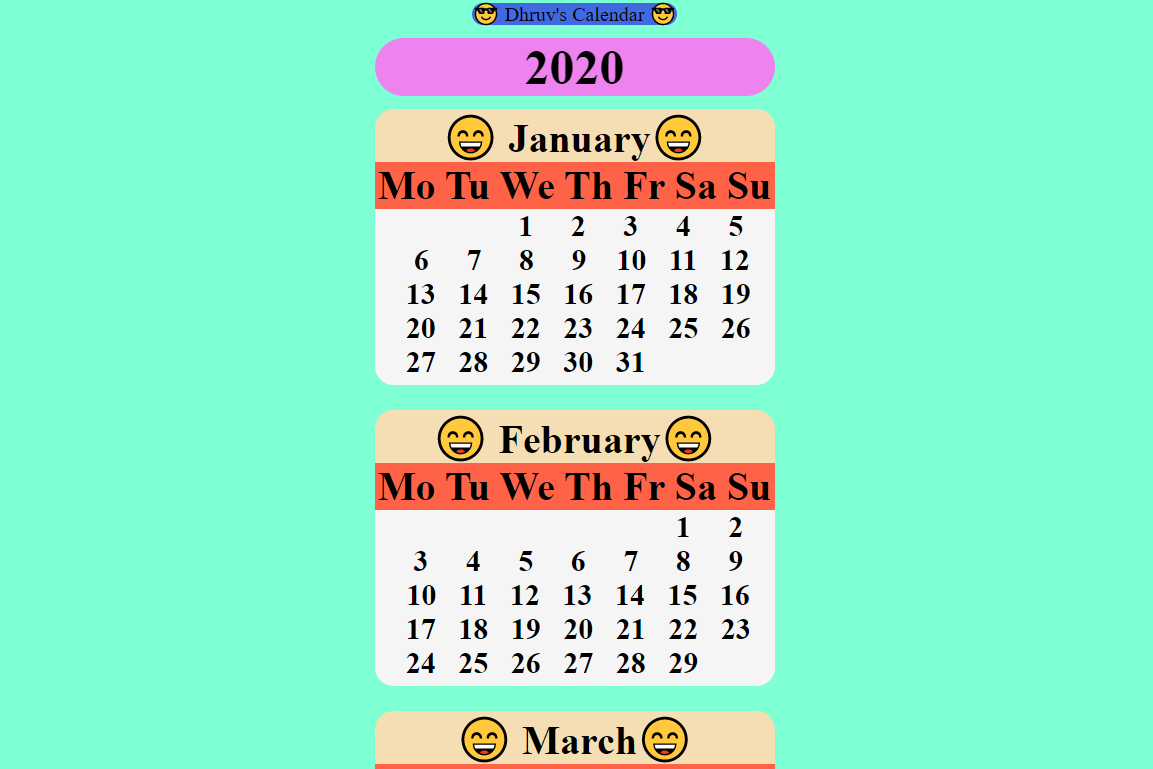 😎 Dhruv's Calendar 😎
2020
😄 January😄
Mo Tu We Th Fr Sa Su
1 2 3 4 5
6 7 8 9 10 11 12
13 14 15 16 17 18 19
20 21 22 23 24 25 26
27 28 29 30 31
😄 February😄
Mo Tu We Th Fr Sa Su
1 2
3 4 5 6 7 8 9
10 11 12 13 14 15 16
17 18 19 20 21 22 23
24 25 26 27 28 29
😄 March😄